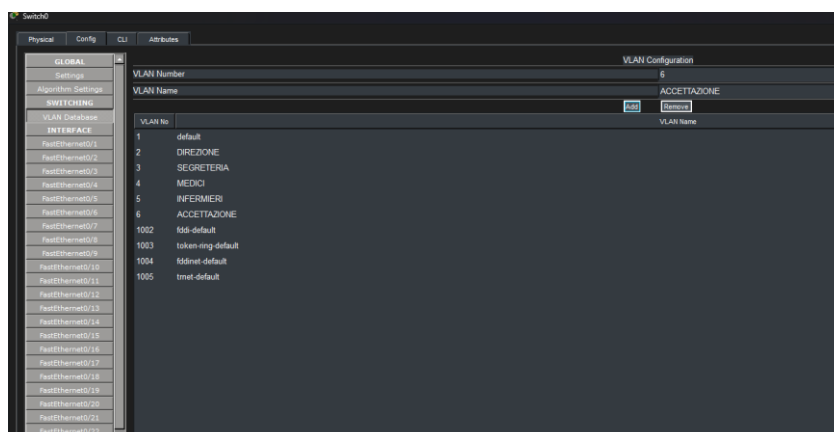 Switch0
Physical Config CLI Attributes
GLOBAL
Settings
Algorithm Settings
SWITCHING
VLAN Database
INTERFACE
FastEthernet0/1
FastEthernet0/2
FastEthernet0/3
FastEthernet0/4
FastEthernet0/5
FastEthernet0/6
FastEthernet0/7
FastEthernet0/8
FastEthernet0/9
FastEthernet0/10
FastEthernet0/11
FastEthernet0/12
FastEthernet0/13
FastEthernet0/14
FastEthernet0/15
FastEthernet0/16
FastEthernet0/17
FastEthernet0/18
FastEthernet0/19
FastEthernet0/20
FastEthernet0/21
FastEthernet0/22
VLAN Configuration
VLAN Number 6
VLAN Name ACCETTAZIONE
Add Remove
VLAN No VLAN Name
1 default
2 DIREZIONE
3 SEGRETERIA
4 MEDICI
5 INFERMIERI
6 ACCETTAZIONE
1002 fddi-default
1003 token-ring-default
1004 fddinet-default
1005 trnet-default